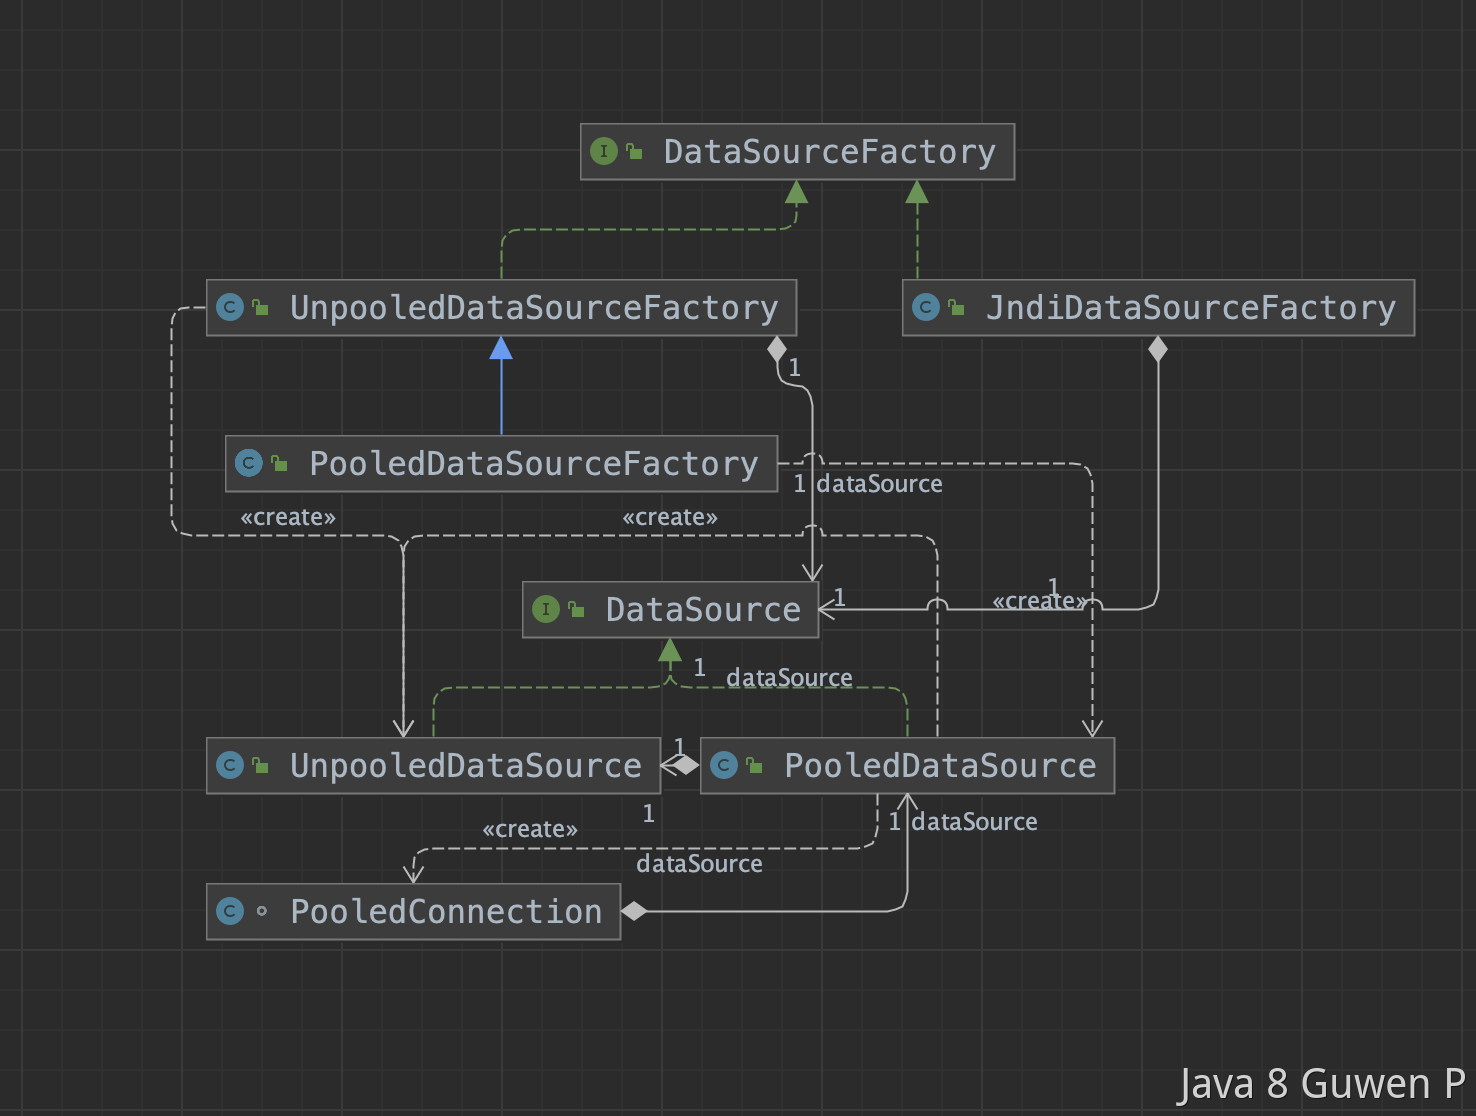 DataSourceFactory
UnpooledDataSourceFactory
JndiDataSourceFactory
1
PooledDataSourceFactory
1 dataSource
«create»
«create»
1
«create»
DataSource
1
1
dataSource
UnpooledDataSource
1
PooledDataSource
1
1 dataSource
«create»
dataSource
PooledConnection
Java 8 Guwen P